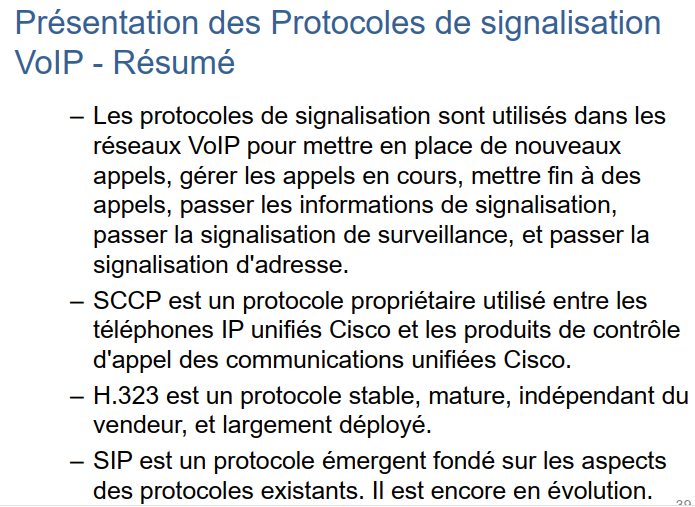 Présentation des Protocoles de signalisation
VoIP - Résumé
– Les protocoles de signalisation sont utilisés dans les
réseaux VoIP pour mettre en place de nouveaux
appels, gérer les appels en cours, mettre fin à des
appels, passer les informations de signalisation,
passer la signalisation de surveillance, et passer la
signalisation d'adresse.
– SCCP est un protocole propriétaire utilisé entre les
téléphones IP unifiés Cisco et les produits de contrôle
d'appel des communications unifiées Cisco.
– H.323 est un protocole stable, mature, indépendant du
vendeur, et largement déployé.
– SIP est un protocole émergent fondé sur les aspects
des protocoles existants. Il est encore en évolution.